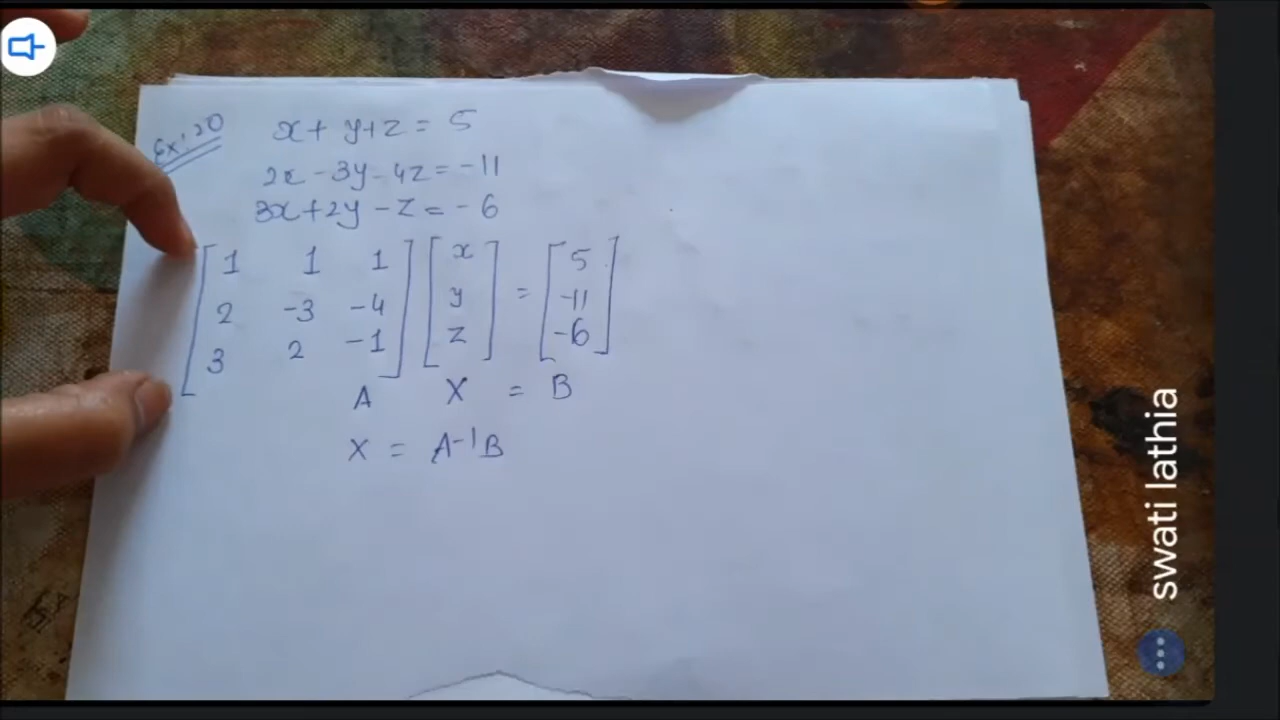 Ex: 20
x + y + z = 5
2x - 3y - 4z = -11
3x + 2y - z = -6
[1 1 1] [x] = [5]
[2 -3 -4] [y] [-11]
[3 2 -1] [z] [-6]
A X = B
X = A⁻¹B
swati lathia